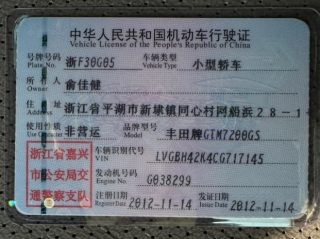 中华人民共和国机动车行驶证
Vehicle License of the People's Republic of China
号牌号码 浙F30G05 车辆类型 小型轿车
Plate No. Vehicle Type
所有人 俞佳健
Owner
住址 浙江省平湖市新埭镇同心村网船浜28-1
Address
使用性质 非营运 品牌型号 丰田牌GTM7200GS
Use Character Model
浙江省嘉兴
市公安局交
通警察支队
车辆识别代号 LVGBH42K4CG717145
VIN
发动机号码 G038299
Engine No.
注册日期 2012-11-14 发证日期 2012-11-14
Register Date Issue Date